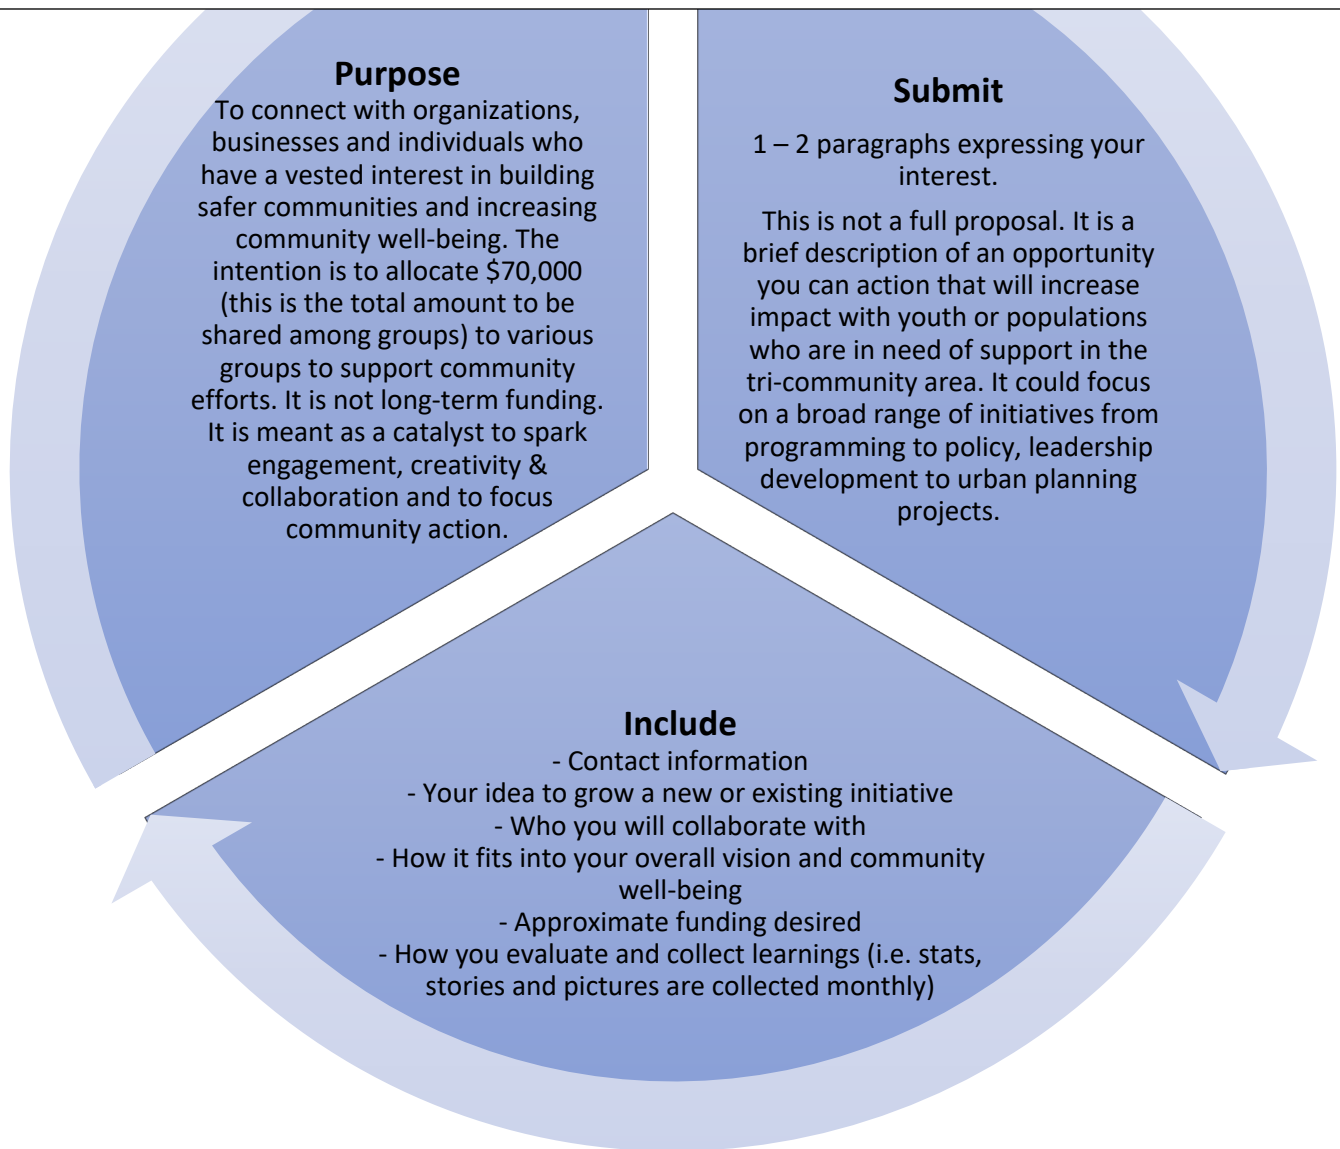 Purpose
To connect with organizations,
businesses and individuals who
have a vested interest in building
safer communities and increasing
community well-being. The
intention is to allocate $70,000
(this is the total amount to be
shared among groups) to various
groups to support community
efforts. It is not long-term funding.
It is meant as a catalyst to spark
engagement, creativity &
collaboration and to focus
community action.
Submit
1 – 2 paragraphs expressing your
interest.
This is not a full proposal. It is a
brief description of an opportunity
you can action that will increase
impact with youth or populations
who are in need of support in the
tri-community area. It could focus
on a broad range of initiatives from
programming to policy, leadership
development to urban planning
projects.
Include
- Contact information
- Your idea to grow a new or existing initiative
- Who you will collaborate with
- How it fits into your overall vision and community
well-being
- Approximate funding desired
- How you evaluate and collect learnings (i.e. stats,
stories and pictures are collected monthly)